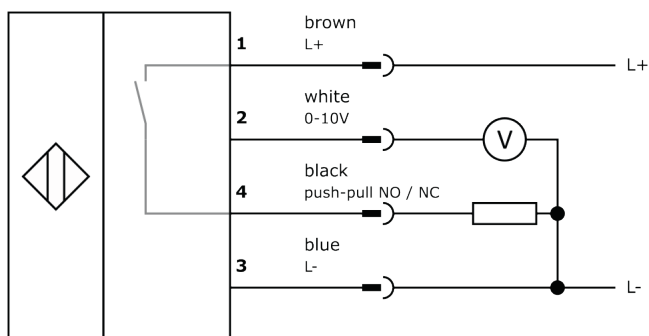 brown
1 L+
L+
white
2 0-10V
V
black
4 push-pull NO / NC
blue
3 L-
L-